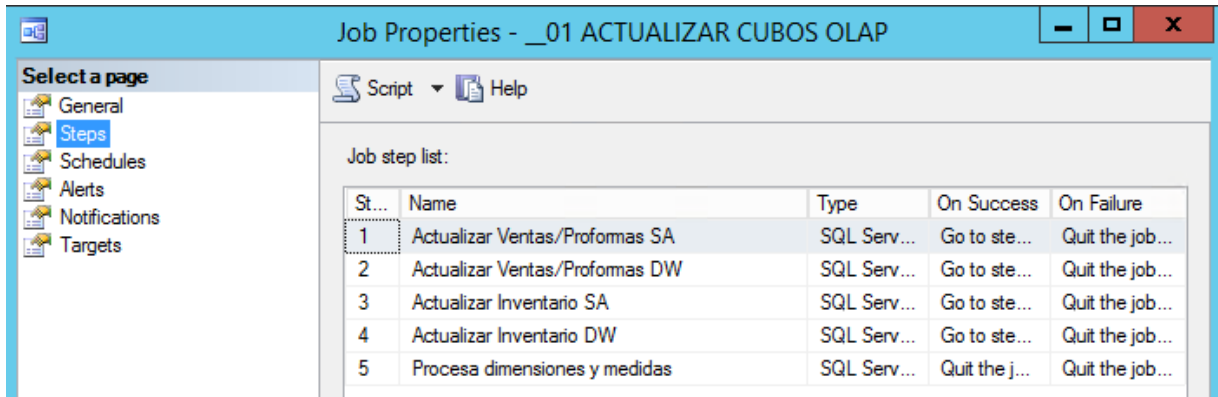 Job Properties - __01 ACTUALIZAR CUBOS OLAP
Select a page
General
Steps
Schedules
Alerts
Notifications
Targets
Script Help
Job step list:
St... Name Type On Success On Failure
1 Actualizar Ventas/Proformas SA SQL Serv... Go to ste... Quit the job...
2 Actualizar Ventas/Proformas DW SQL Serv... Go to ste... Quit the job...
3 Actualizar Inventario SA SQL Serv... Go to ste... Quit the job...
4 Actualizar Inventario DW SQL Serv... Go to ste... Quit the job...
5 Procesa dimensiones y medidas SQL Serv... Quit the j... Quit the job...